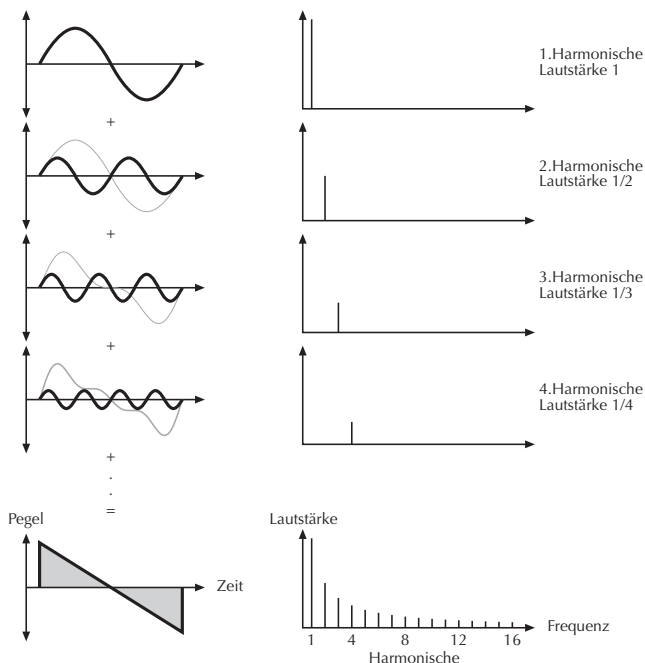 1.Harmonische
Lautstärke 1
+
2.Harmonische
Lautstärke 1/2
+
3.Harmonische
Lautstärke 1/3
+
4.Harmonische
Lautstärke 1/4
+
.
.
=
Pegel
Zeit
Lautstärke
Frequenz
1 4 8 12 16
Harmonische